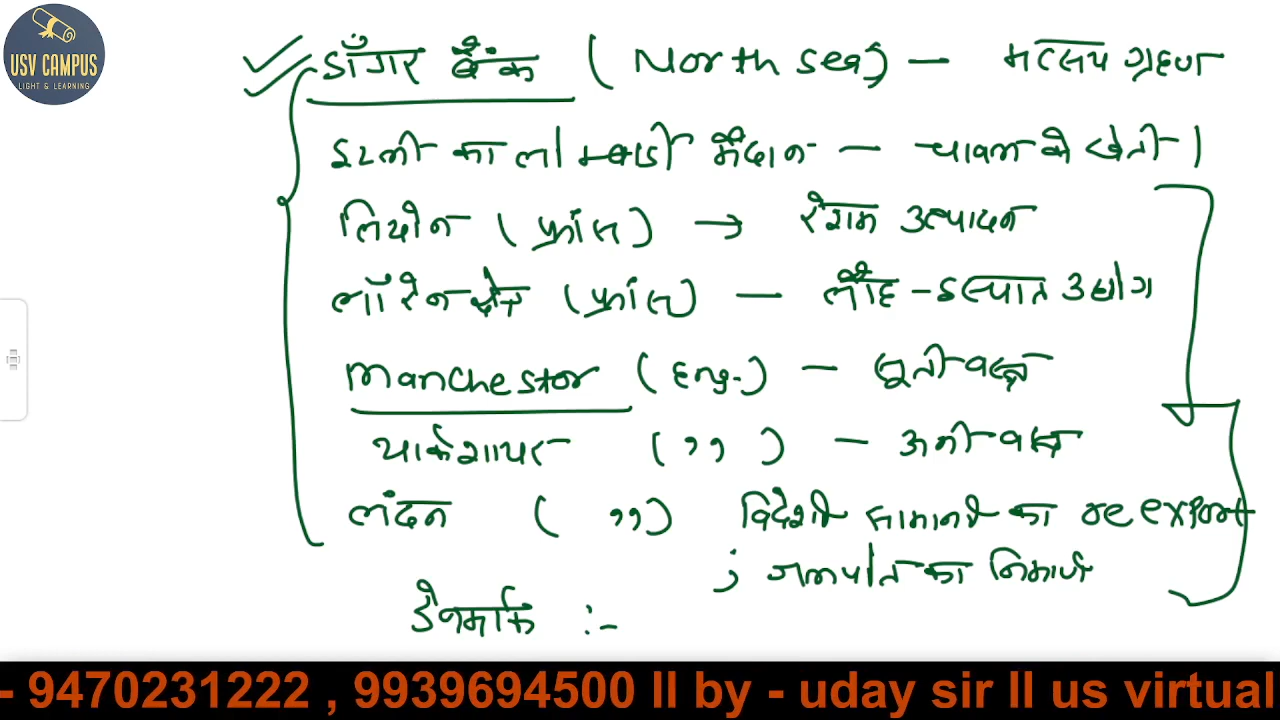 USV CAMPUS
LIGHT & LEARNING
डॉगर बैंक (North Sea) — मत्स्य ग्रहण
इटली का लोम्बार्डी मैदान — चावल की खेती।
लियोन (फ्रांस) → रेशम उत्पादन
लॉरेन क्षेत्र (फ्रांस) — लौह-इस्पात उद्योग
Manchestor (Eng.) — सूती वस्त्र
यार्कशायर ( ,, ) — ऊनी वस्त्र
लंदन ( ,, ) विदेशी सामानो का re export
; जलपोत का निर्माण
डेनमार्क :-
- 9470231222 , 9939694500 ll by - uday sir ll us virtual